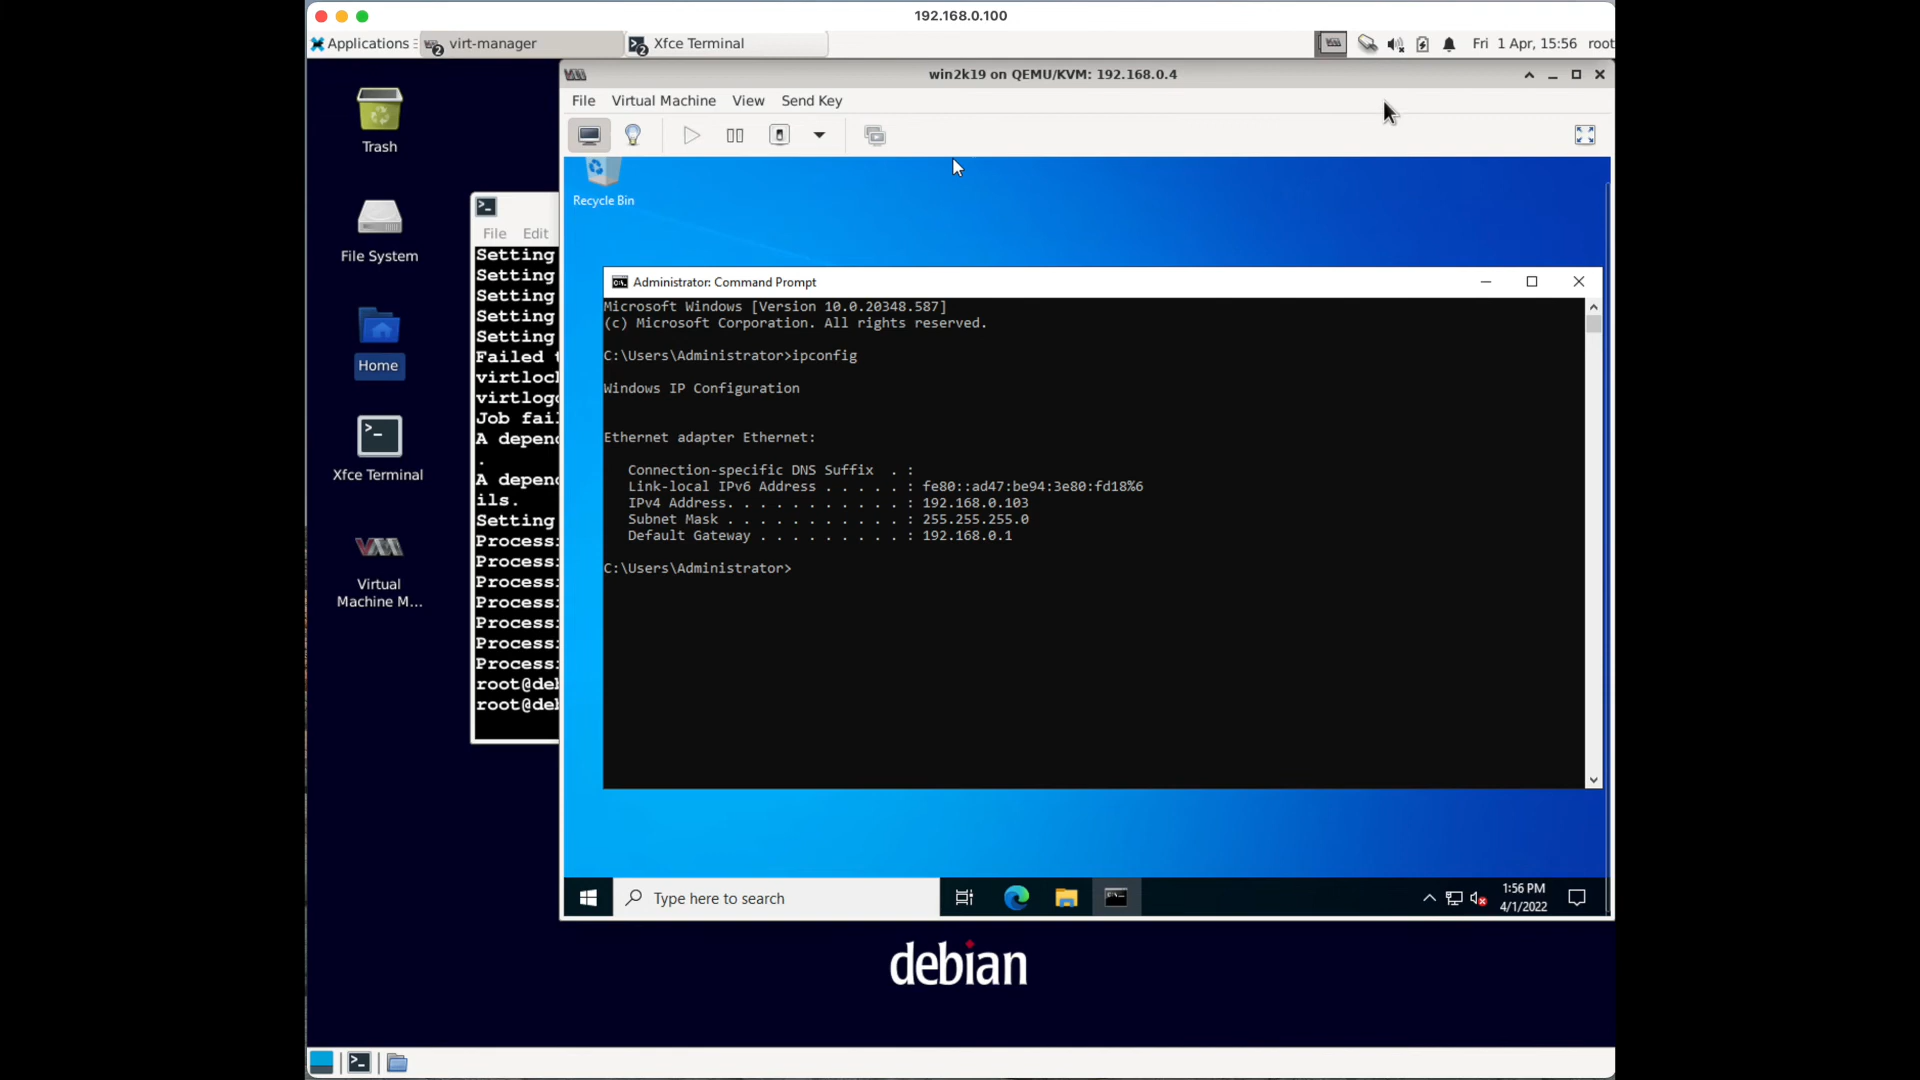 192.168.0.100
Applications
virt-manager
Xfce Terminal
Fri 1 Apr, 15:56 root
win2k19 on QEMU/KVM: 192.168.0.4
File Virtual Machine View Send Key
Trash
File System
Home
Xfce Terminal
Virtual
Machine M...
File Edit
Setting
Setting
Setting
Setting
Setting
Failed
virtloc
virtlog
Job fai
A depen
.
A depen
ils.
Setting
Process
Process
Process
Process
Process
Process
Process
root@de
root@de
Recycle Bin
Administrator: Command Prompt
Microsoft Windows [Version 10.0.20348.587]
(c) Microsoft Corporation. All rights reserved.
C:\Users\Administrator>ipconfig
Windows IP Configuration
Ethernet adapter Ethernet:
Connection-specific DNS Suffix . :
Link-local IPv6 Address . . . . . : fe80::ad47:be94:3e80:fd18%6
IPv4 Address. . . . . . . . . . . : 192.168.0.103
Subnet Mask . . . . . . . . . . . : 255.255.255.0
Default Gateway . . . . . . . . . : 192.168.0.1
C:\Users\Administrator>
Type here to search
1:56 PM
4/1/2022
debian